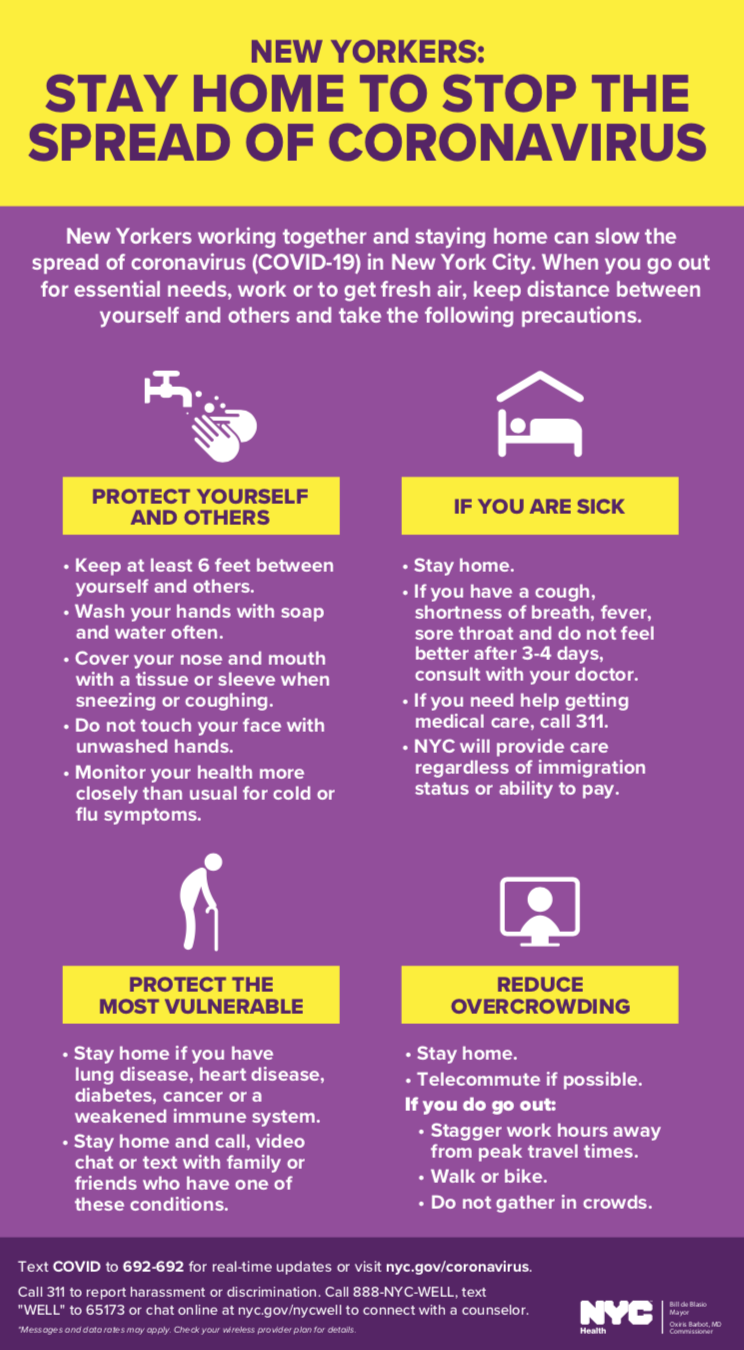 NEW YORKERS:
STAY HOME TO STOP THE
SPREAD OF CORONAVIRUS
New Yorkers working together and staying home can slow the
spread of coronavirus (COVID-19) in New York City. When you go out
for essential needs, work or to get fresh air, keep distance between
yourself and others and take the following precautions.
PROTECT YOURSELF
AND OTHERS
• Keep at least 6 feet between
yourself and others.
• Wash your hands with soap
and water often.
• Cover your nose and mouth
with a tissue or sleeve when
sneezing or coughing.
• Do not touch your face with
unwashed hands.
• Monitor your health more
closely than usual for cold or
flu symptoms.
IF YOU ARE SICK
• Stay home.
• If you have a cough,
shortness of breath, fever,
sore throat and do not feel
better after 3-4 days,
consult with your doctor.
• If you need help getting
medical care, call 311.
• NYC will provide care
regardless of immigration
status or ability to pay.
PROTECT THE
MOST VULNERABLE
• Stay home if you have
lung disease, heart disease,
diabetes, cancer or a
weakened immune system.
• Stay home and call, video
chat or text with family or
friends who have one of
these conditions.
REDUCE
OVERCROWDING
• Stay home.
• Telecommute if possible.
If you do go out:
• Stagger work hours away
from peak travel times.
• Walk or bike.
• Do not gather in crowds.
Text COVID to 692-692 for real-time updates or visit nyc.gov/coronavirus.
Call 311 to report harassment or discrimination. Call 888-NYC-WELL, text
"WELL" to 65173 or chat online at nyc.gov/nycwell to connect with a counselor.
*Messages and data rates may apply. Check your wireless provider plan for details.
NYC
Health
Bill de Blasio
Mayor
Oxiris Barbot, MD
Commissioner